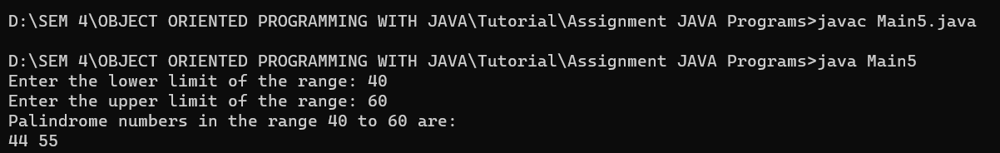 D:\SEM 4\OBJECT ORIENTED PROGRAMMING WITH JAVA\Tutorial\Assignment JAVA Programs>javac Main5.java
D:\SEM 4\OBJECT ORIENTED PROGRAMMING WITH JAVA\Tutorial\Assignment JAVA Programs>java Main5
Enter the lower limit of the range: 40
Enter the upper limit of the range: 60
Palindrome numbers in the range 40 to 60 are:
44 55